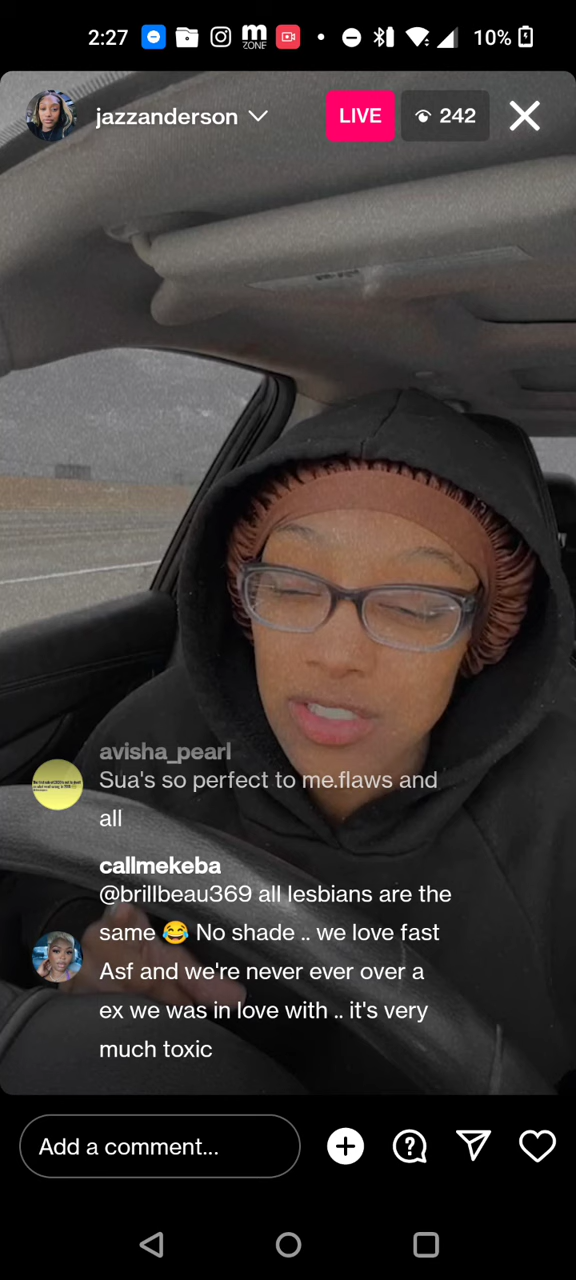 2:27
m
ZONE
10%
jazzanderson
LIVE
242
avisha_pearl
Sua's so perfect to me.flaws and
all
callmekeba
@brillbeau369 all lesbians are the
same 😂 No shade .. we love fast
Asf and we're never ever over a
ex we was in love with .. it's very
much toxic
Add a comment...